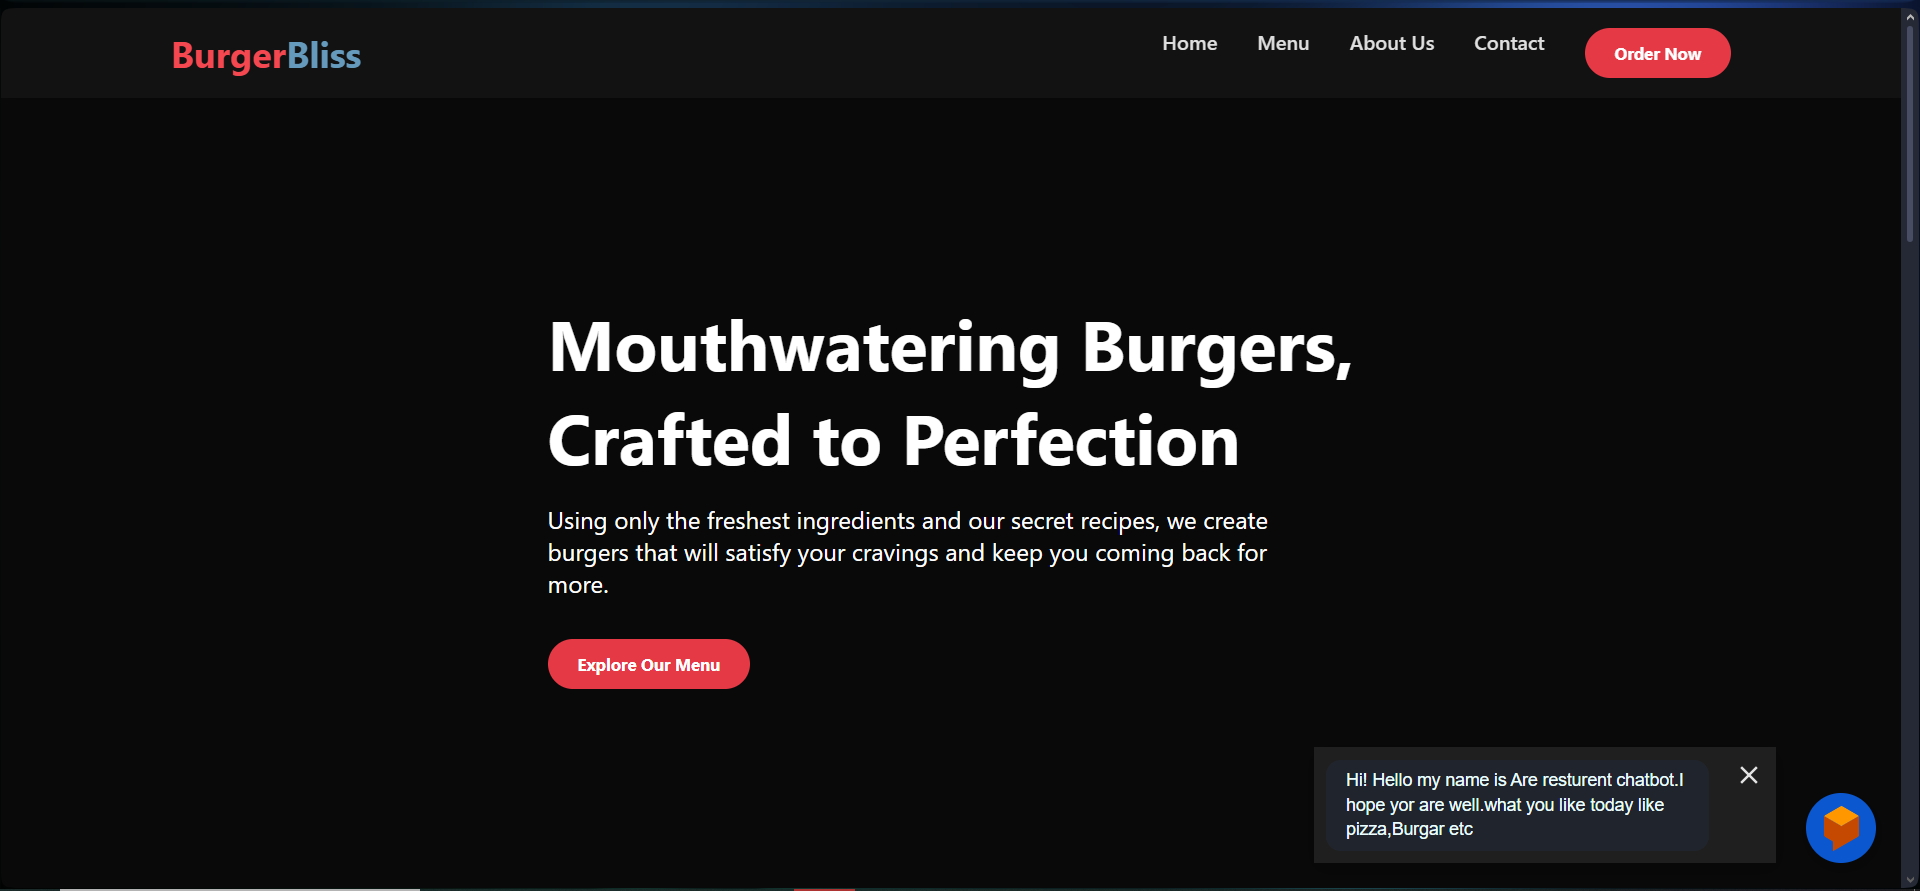 BurgerBliss
Home Menu About Us Contact Order Now
Mouthwatering Burgers,
Crafted to Perfection
Using only the freshest ingredients and our secret recipes, we create
burgers that will satisfy your cravings and keep you coming back for
more.
Explore Our Menu
Hi! Hello my name is Are resturent chatbot.I
hope yor are well.what you like today like
pizza,Burgar etc